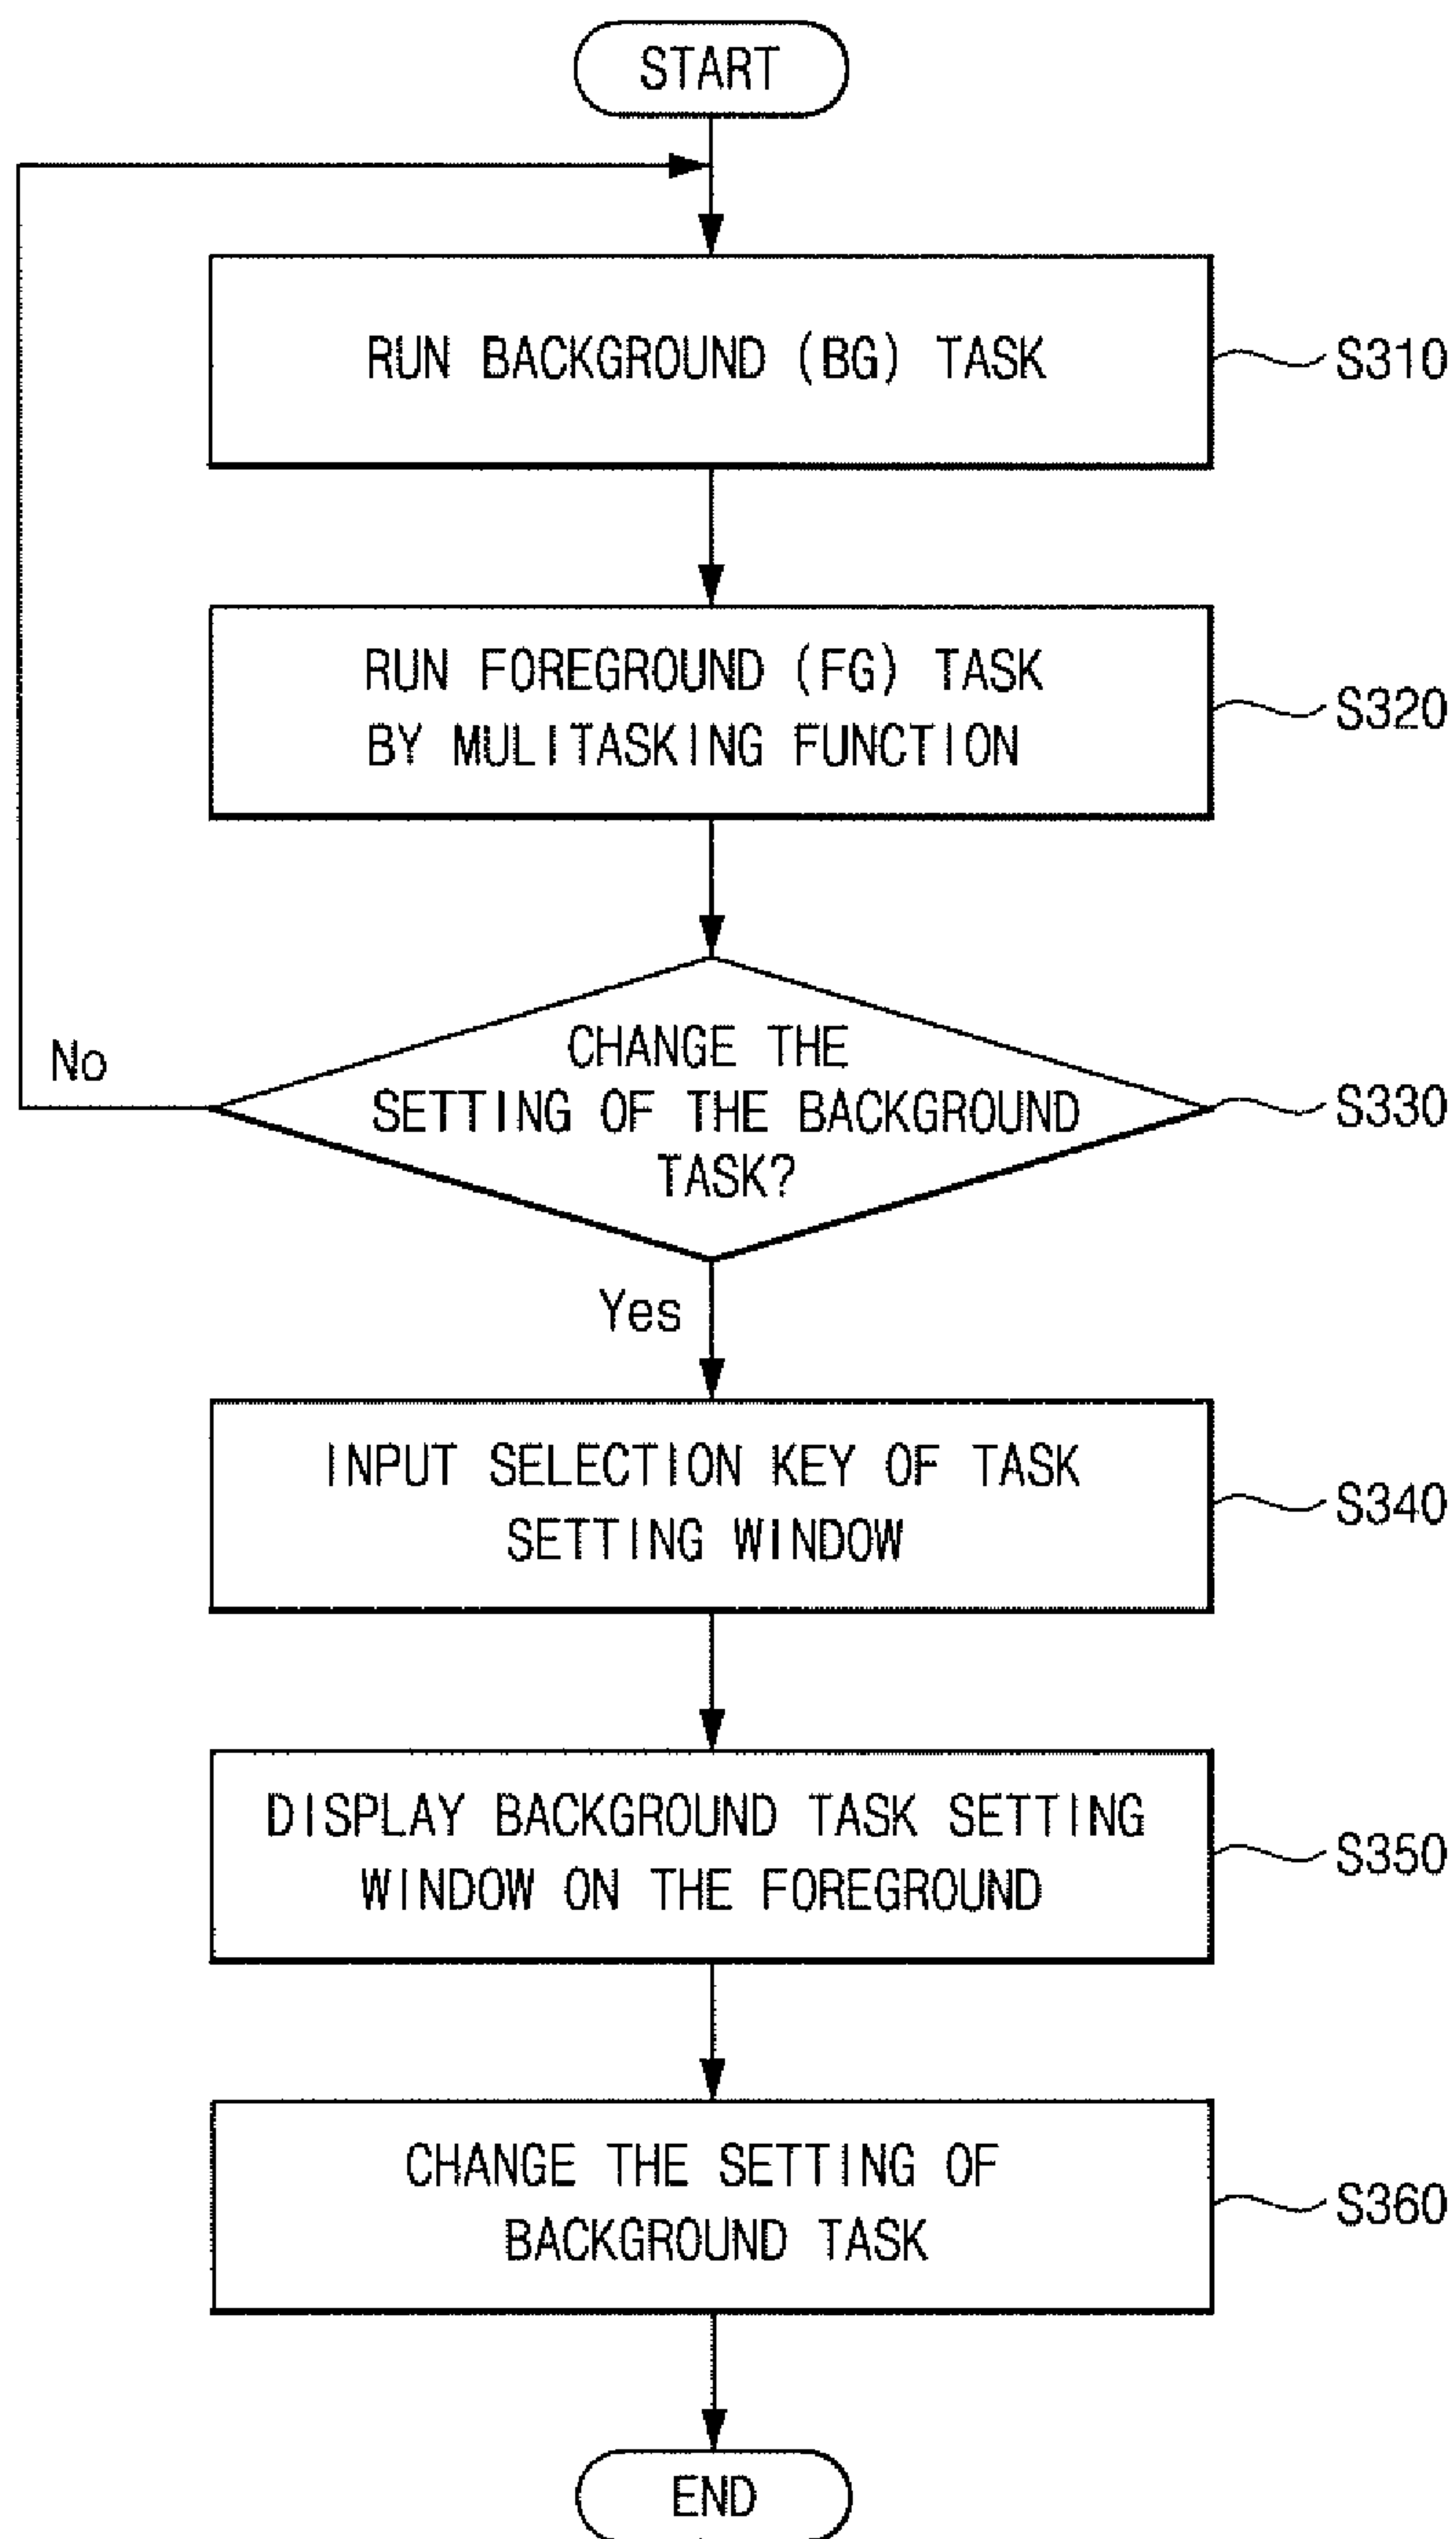 START
RUN BACKGROUND (BG) TASK
S310
RUN FOREGROUND (FG) TASK
BY MULITASKING FUNCTION
S320
CHANGE THE
SETTING OF THE BACKGROUND
TASK?
S330
No
Yes
INPUT SELECTION KEY OF TASK
SETTING WINDOW
S340
DISPLAY BACKGROUND TASK SETTING
WINDOW ON THE FOREGROUND
S350
CHANGE THE SETTING OF
BACKGROUND TASK
S360
END